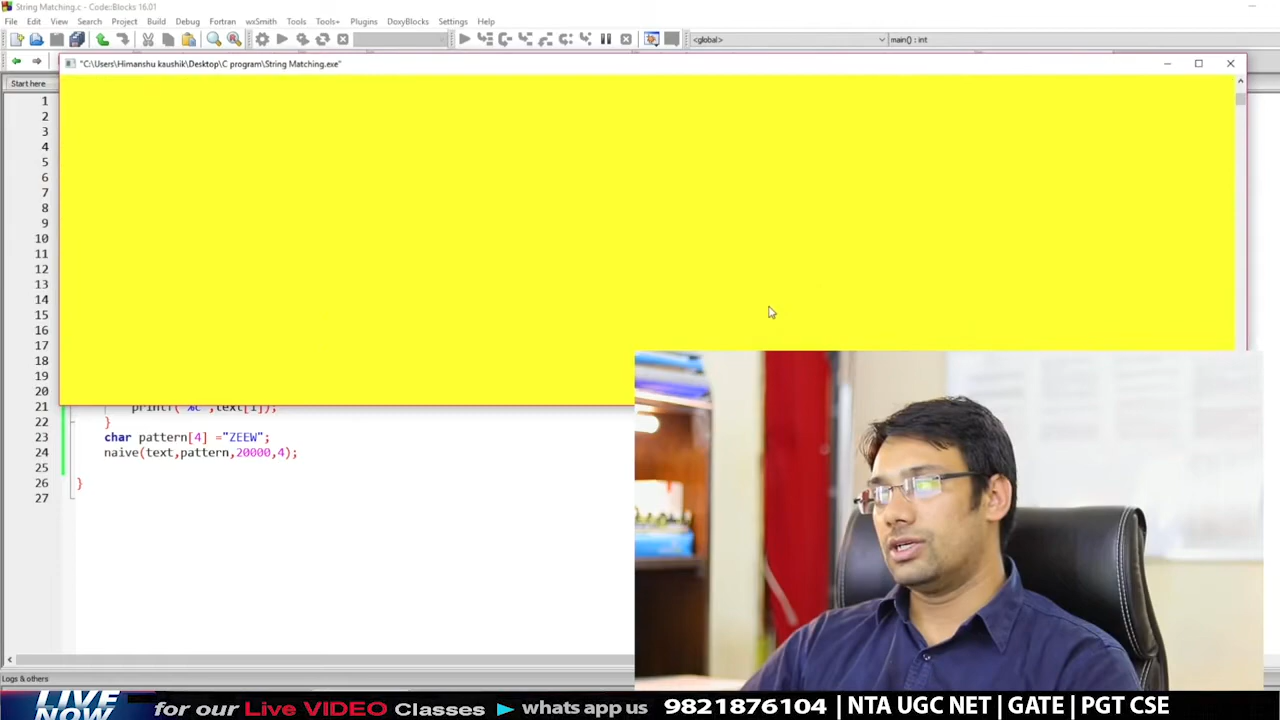 String Matching.c - Code::Blocks 16.01
File Edit View Search Project Build Debug Fortran wxSmith Tools Tools+ Plugins DoxyBlocks Settings Help
<global> main() : int
"C:\Users\Himanshu kaushik\Desktop\C program\String Matching.exe"
Start here
1
2
3
4
5
6
7
8
9
10
11
12
13
14
15
16
17
18
19
20
21 printf("%c",text[i]);
22 }
23 char pattern[4] ="ZEEW";
24 naive(text,pattern,20000,4);
25
26 }
27
Logs & others
LIVE NOW for our Live VIDEO Classes whats app us 9821876104 | NTA UGC NET | GATE | PGT CSE